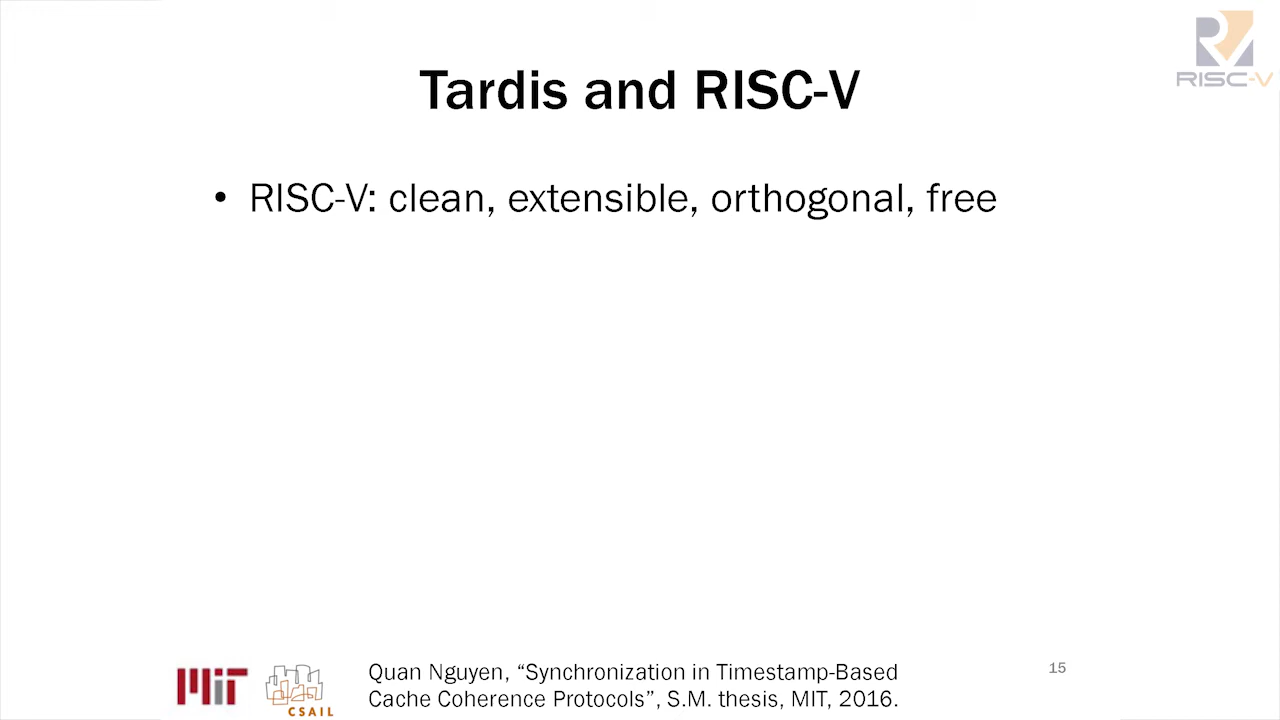 RISC-V
Tardis and RISC-V
• RISC-V: clean, extensible, orthogonal, free
MIT
CSAIL
Quan Nguyen, “Synchronization in Timestamp-Based
Cache Coherence Protocols”, S.M. thesis, MIT, 2016.
15